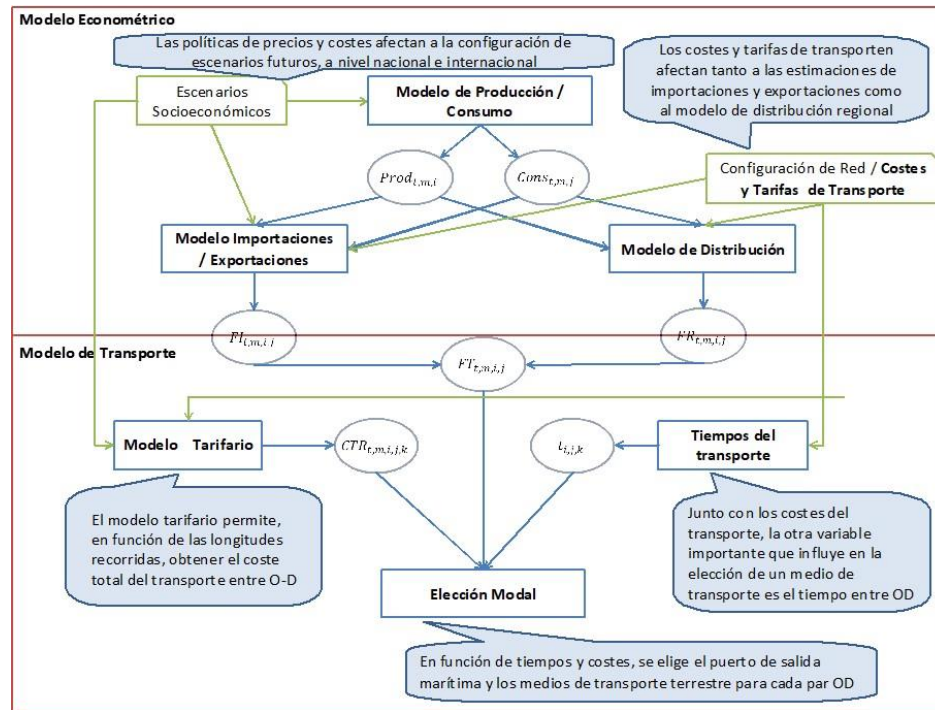 Modelo Econométrico
Las políticas de precios y costes afectan a la configuración de
escenarios futuros, a nivel nacional e internacional
Los costes y tarifas de transporten
afectan tanto a las estimaciones de
importaciones y exportaciones como
al modelo de distribución regional
Escenarios
Socioeconómicos
Modelo de Producción /
Consumo
Prod t,m,i
Cons t,m,j
Configuración de Red / Costes
y Tarifas de Transporte
Modelo Importaciones
/ Exportaciones
Modelo de Distribución
FI t,m,i,j
FR t,m,i,j
Modelo de Transporte
FT t,m,i,j
Modelo Tarifario
CTR t,m,i,j,k
t i,j,k
Tiempos del
transporte
El modelo tarifario permite,
en función de las longitudes
recorridas, obtener el coste
total del transporte entre O-D
Junto con los costes del
transporte, la otra variable
importante que influye en la
elección de un medio de
transporte es el tiempo entre OD
Elección Modal
En función de tiempos y costes, se elige el puerto de salida
marítima y los medios de transporte terrestre para cada par OD